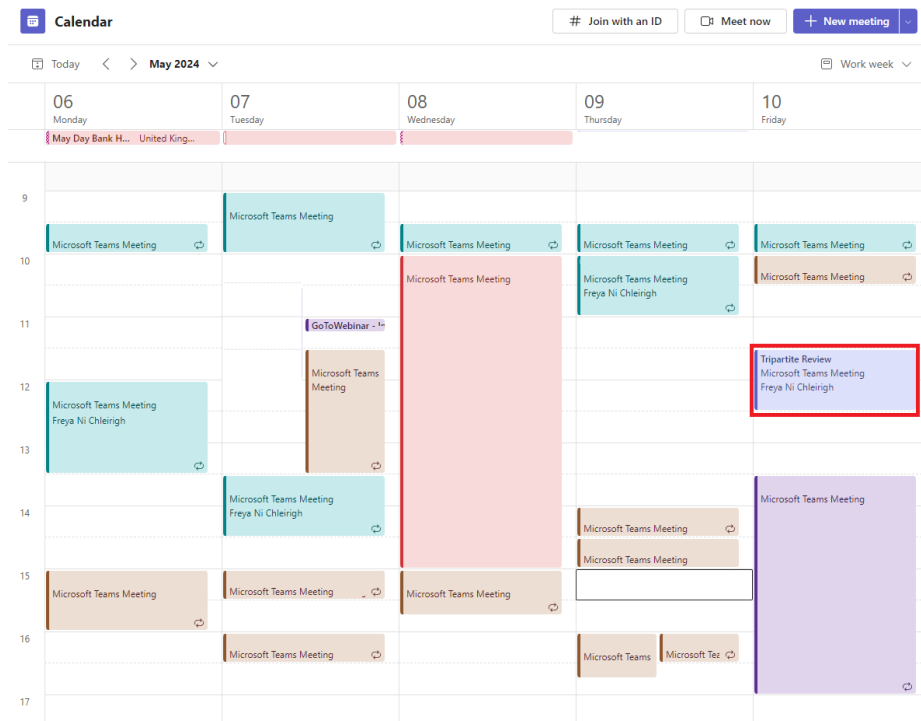 Calendar
# Join with an ID
Meet now
+ New meeting
Today
May 2024
Work week
06
Monday
07
Tuesday
08
Wednesday
09
Thursday
10
Friday
May Day Bank H... United King...
9
10
11
12
13
14
15
16
17
Microsoft Teams Meeting
Microsoft Teams Meeting
Freya Ni Chleirigh
Microsoft Teams Meeting
Microsoft Teams Meeting
GoToWebinar -
Microsoft Teams
Meeting
Microsoft Teams Meeting
Freya Ni Chleirigh
Microsoft Teams Meeting
Microsoft Teams Meeting
Microsoft Teams Meeting
Microsoft Teams Meeting
Microsoft Teams Meeting
Microsoft Teams Meeting
Microsoft Teams Meeting
Freya Ni Chleirigh
Microsoft Teams Meeting
Microsoft Teams Meeting
Microsoft Teams
Microsoft Tea
Microsoft Teams Meeting
Microsoft Teams Meeting
Tripartite Review
Microsoft Teams Meeting
Freya Ni Chleirigh
Microsoft Teams Meeting